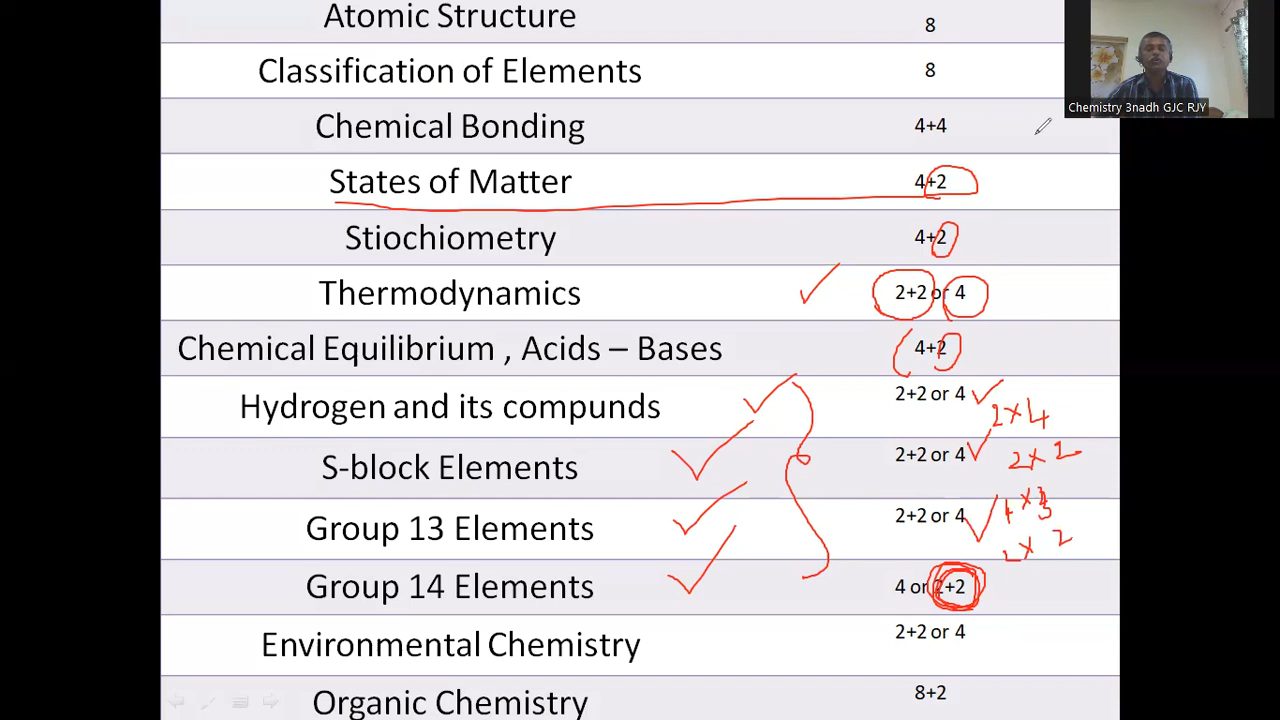 Atomic Structure 8
Classification of Elements 8
Chemistry 3nadh GJC RJY
Chemical Bonding 4+4
States of Matter 4+2
Stiochiometry 4+2
Thermodynamics 2+2 or 4
Chemical Equilibrium , Acids – Bases 4+2
Hydrogen and its compunds 2+2 or 4
2 x 4
S-block Elements 2+2 or 4
2 x 2
Group 13 Elements 2+2 or 4
2 x 2
Group 14 Elements 4 or 2+2
Environmental Chemistry 2+2 or 4
Organic Chemistry 8+2